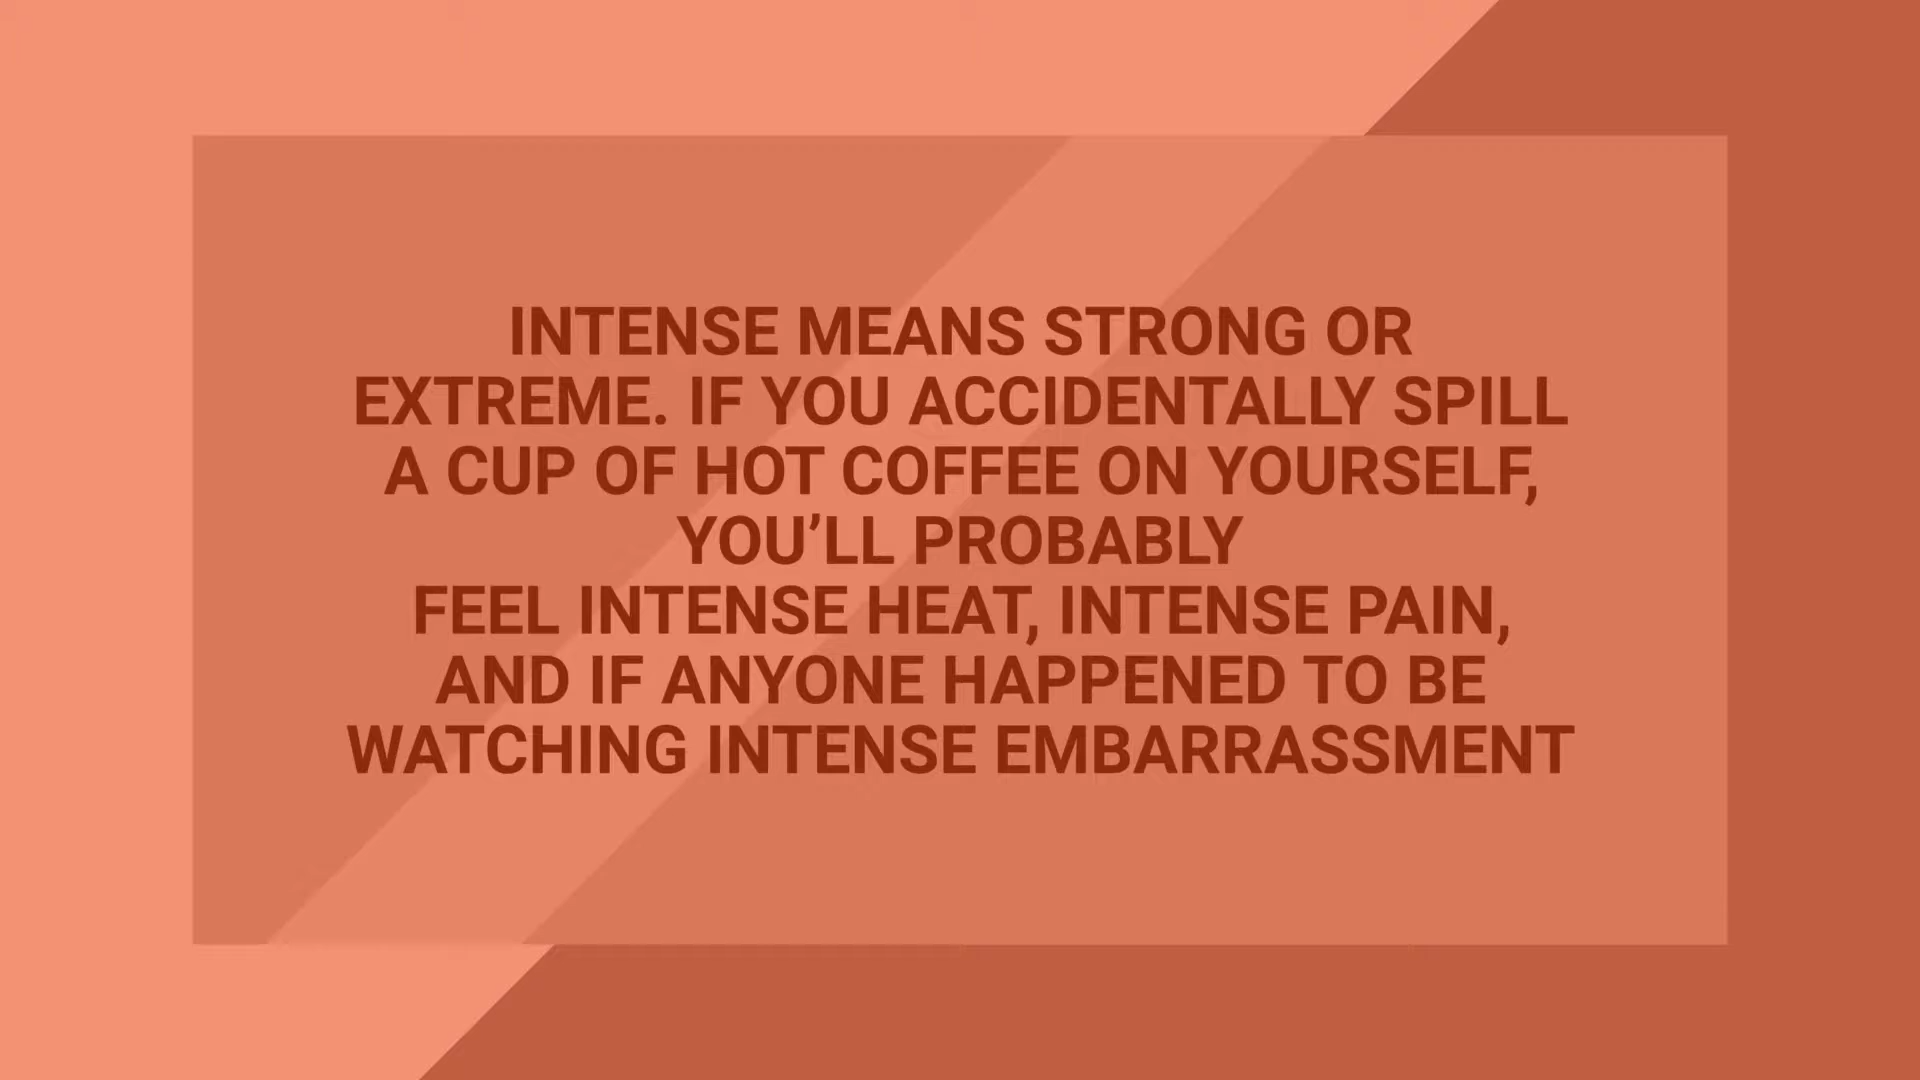 INTENSE MEANS STRONG OR
EXTREME. IF YOU ACCIDENTALLY SPILL
A CUP OF HOT COFFEE ON YOURSELF,
YOU’LL PROBABLY
FEEL INTENSE HEAT, INTENSE PAIN,
AND IF ANYONE HAPPENED TO BE
WATCHING INTENSE EMBARRASSMENT